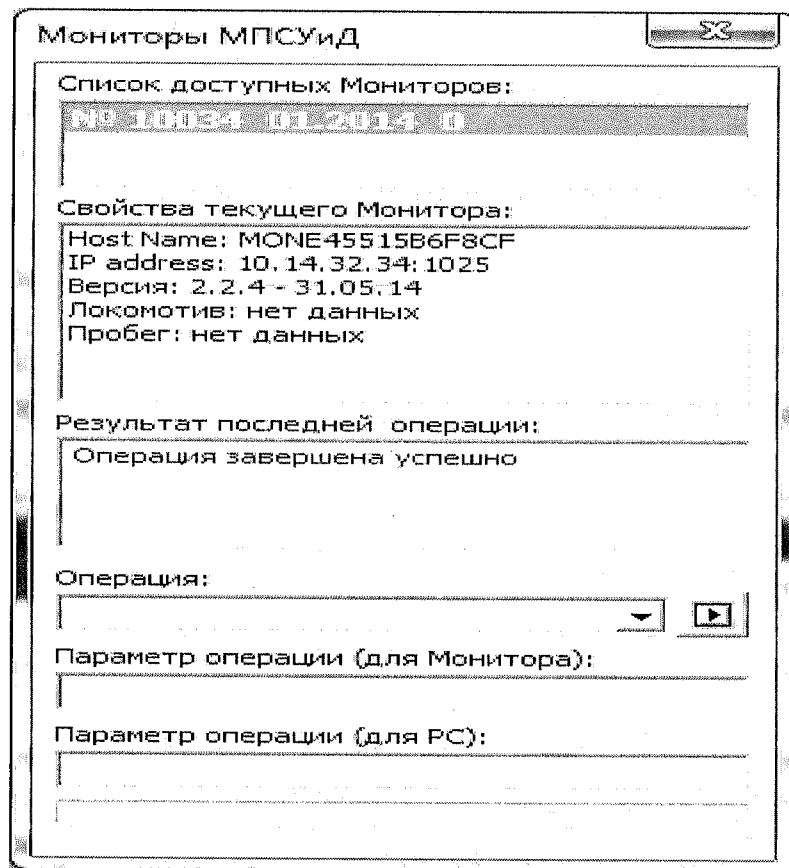 Мониторы МПСУиД
Список доступных Мониторов:
№ 10034 01.2014 0
Свойства текущего Монитора:
Host Name: MONE45515B6F8CF
IP address: 10.14.32.34:1025
Версия: 2.2.4 - 31.05.14
Локомотив: нет данных
Пробег: нет данных
Результат последней операции:
Операция завершена успешно
Операция:
Параметр операции (для Монитора):
Параметр операции (для PC):